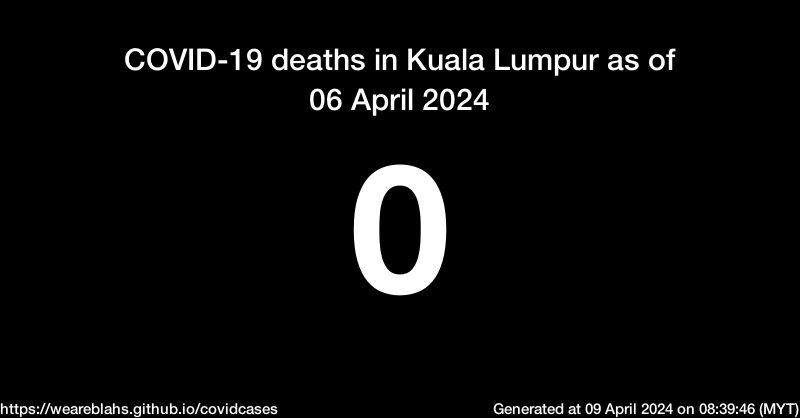 COVID-19 deaths in Kuala Lumpur as of
06 April 2024
0
https://weareblahs.github.io/covidcases
Generated at 09 April 2024 on 08:39:46 (MYT)